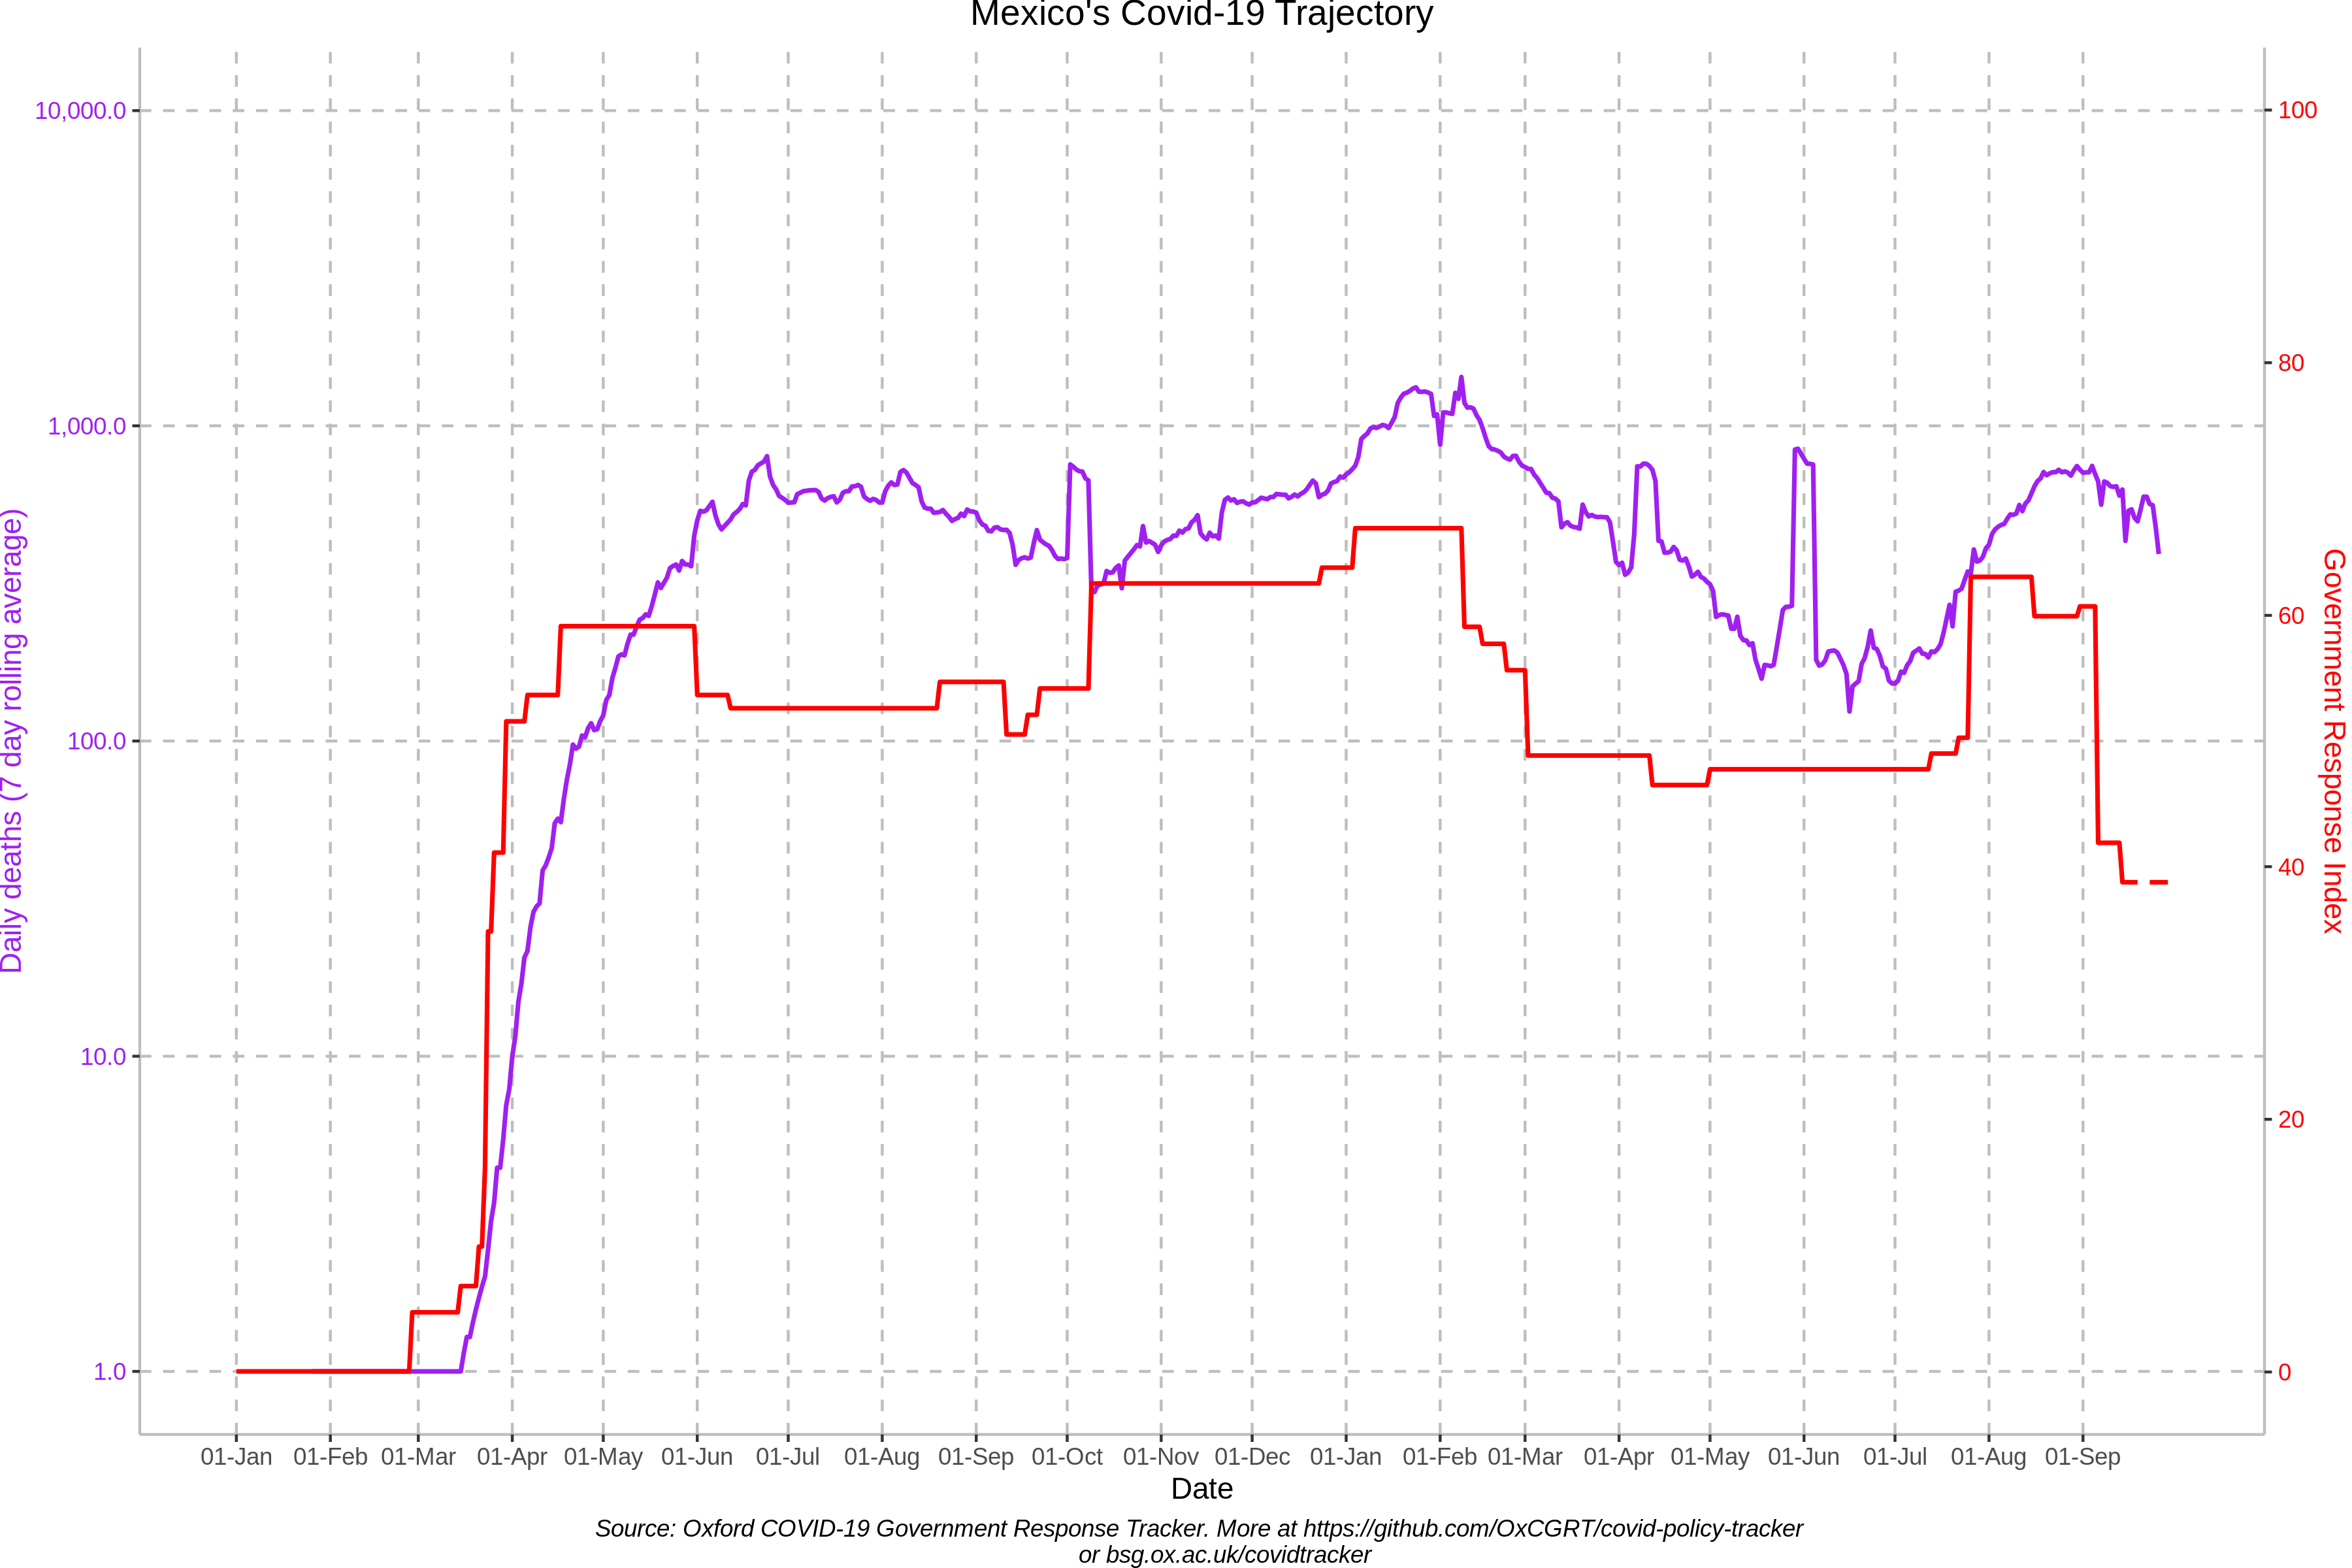 Mexico's Covid-19 Trajectory
10,000.0
1,000.0
100.0
10.0
1.0
Daily deaths (7 day rolling average)
100
80
60
40
20
0
Government Response Index
01-Jan 01-Feb 01-Mar 01-Apr 01-May 01-Jun 01-Jul 01-Aug 01-Sep 01-Oct 01-Nov 01-Dec 01-Jan 01-Feb 01-Mar 01-Apr 01-May 01-Jun 01-Jul 01-Aug 01-Sep
Date
Source: Oxford COVID-19 Government Response Tracker. More at https://github.com/OxCGRT/covid-policy-tracker
or bsg.ox.ac.uk/covidtracker